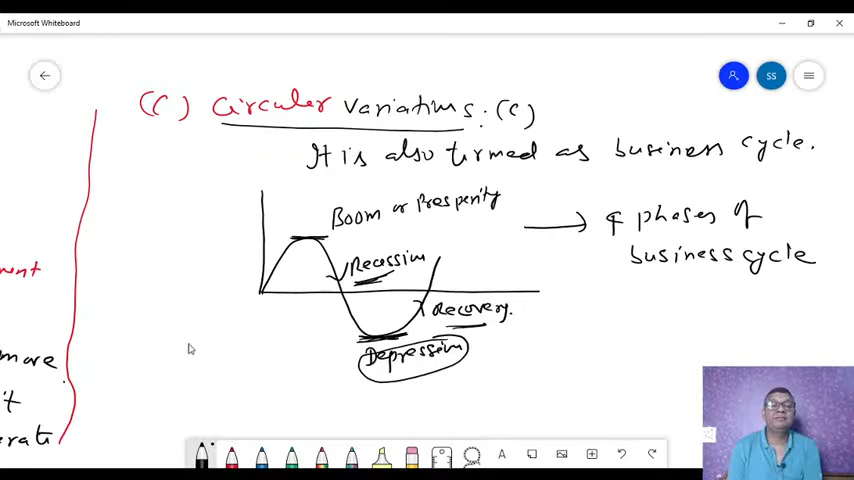 Microsoft Whiteboard
SS
(C) Circular Variations. (C)
It is also termed as business cycle.
Boom or Prosperity
4 phases of
business cycle
Recession
Recovery.
Depression
more
A